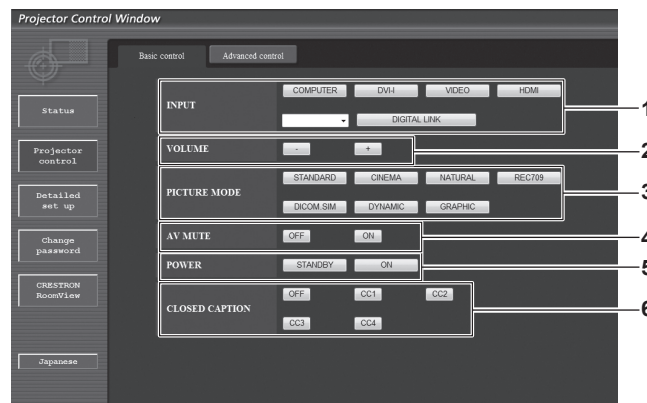 Projector Control Window
Basic control Advanced control
Status
Projector
control
Detailed
set up
Change
password
CRESTRON
RoomView
Japanese
INPUT
COMPUTER DVI-I VIDEO HDMI
DIGITAL LINK
1
VOLUME - +
2
PICTURE MODE
STANDARD CINEMA NATURAL REC709
DICOM.SIM DYNAMIC GRAPHIC
3
AV MUTE OFF ON
4
POWER STANDBY ON
5
CLOSED CAPTION
OFF CC1 CC2
CC3 CC4
6